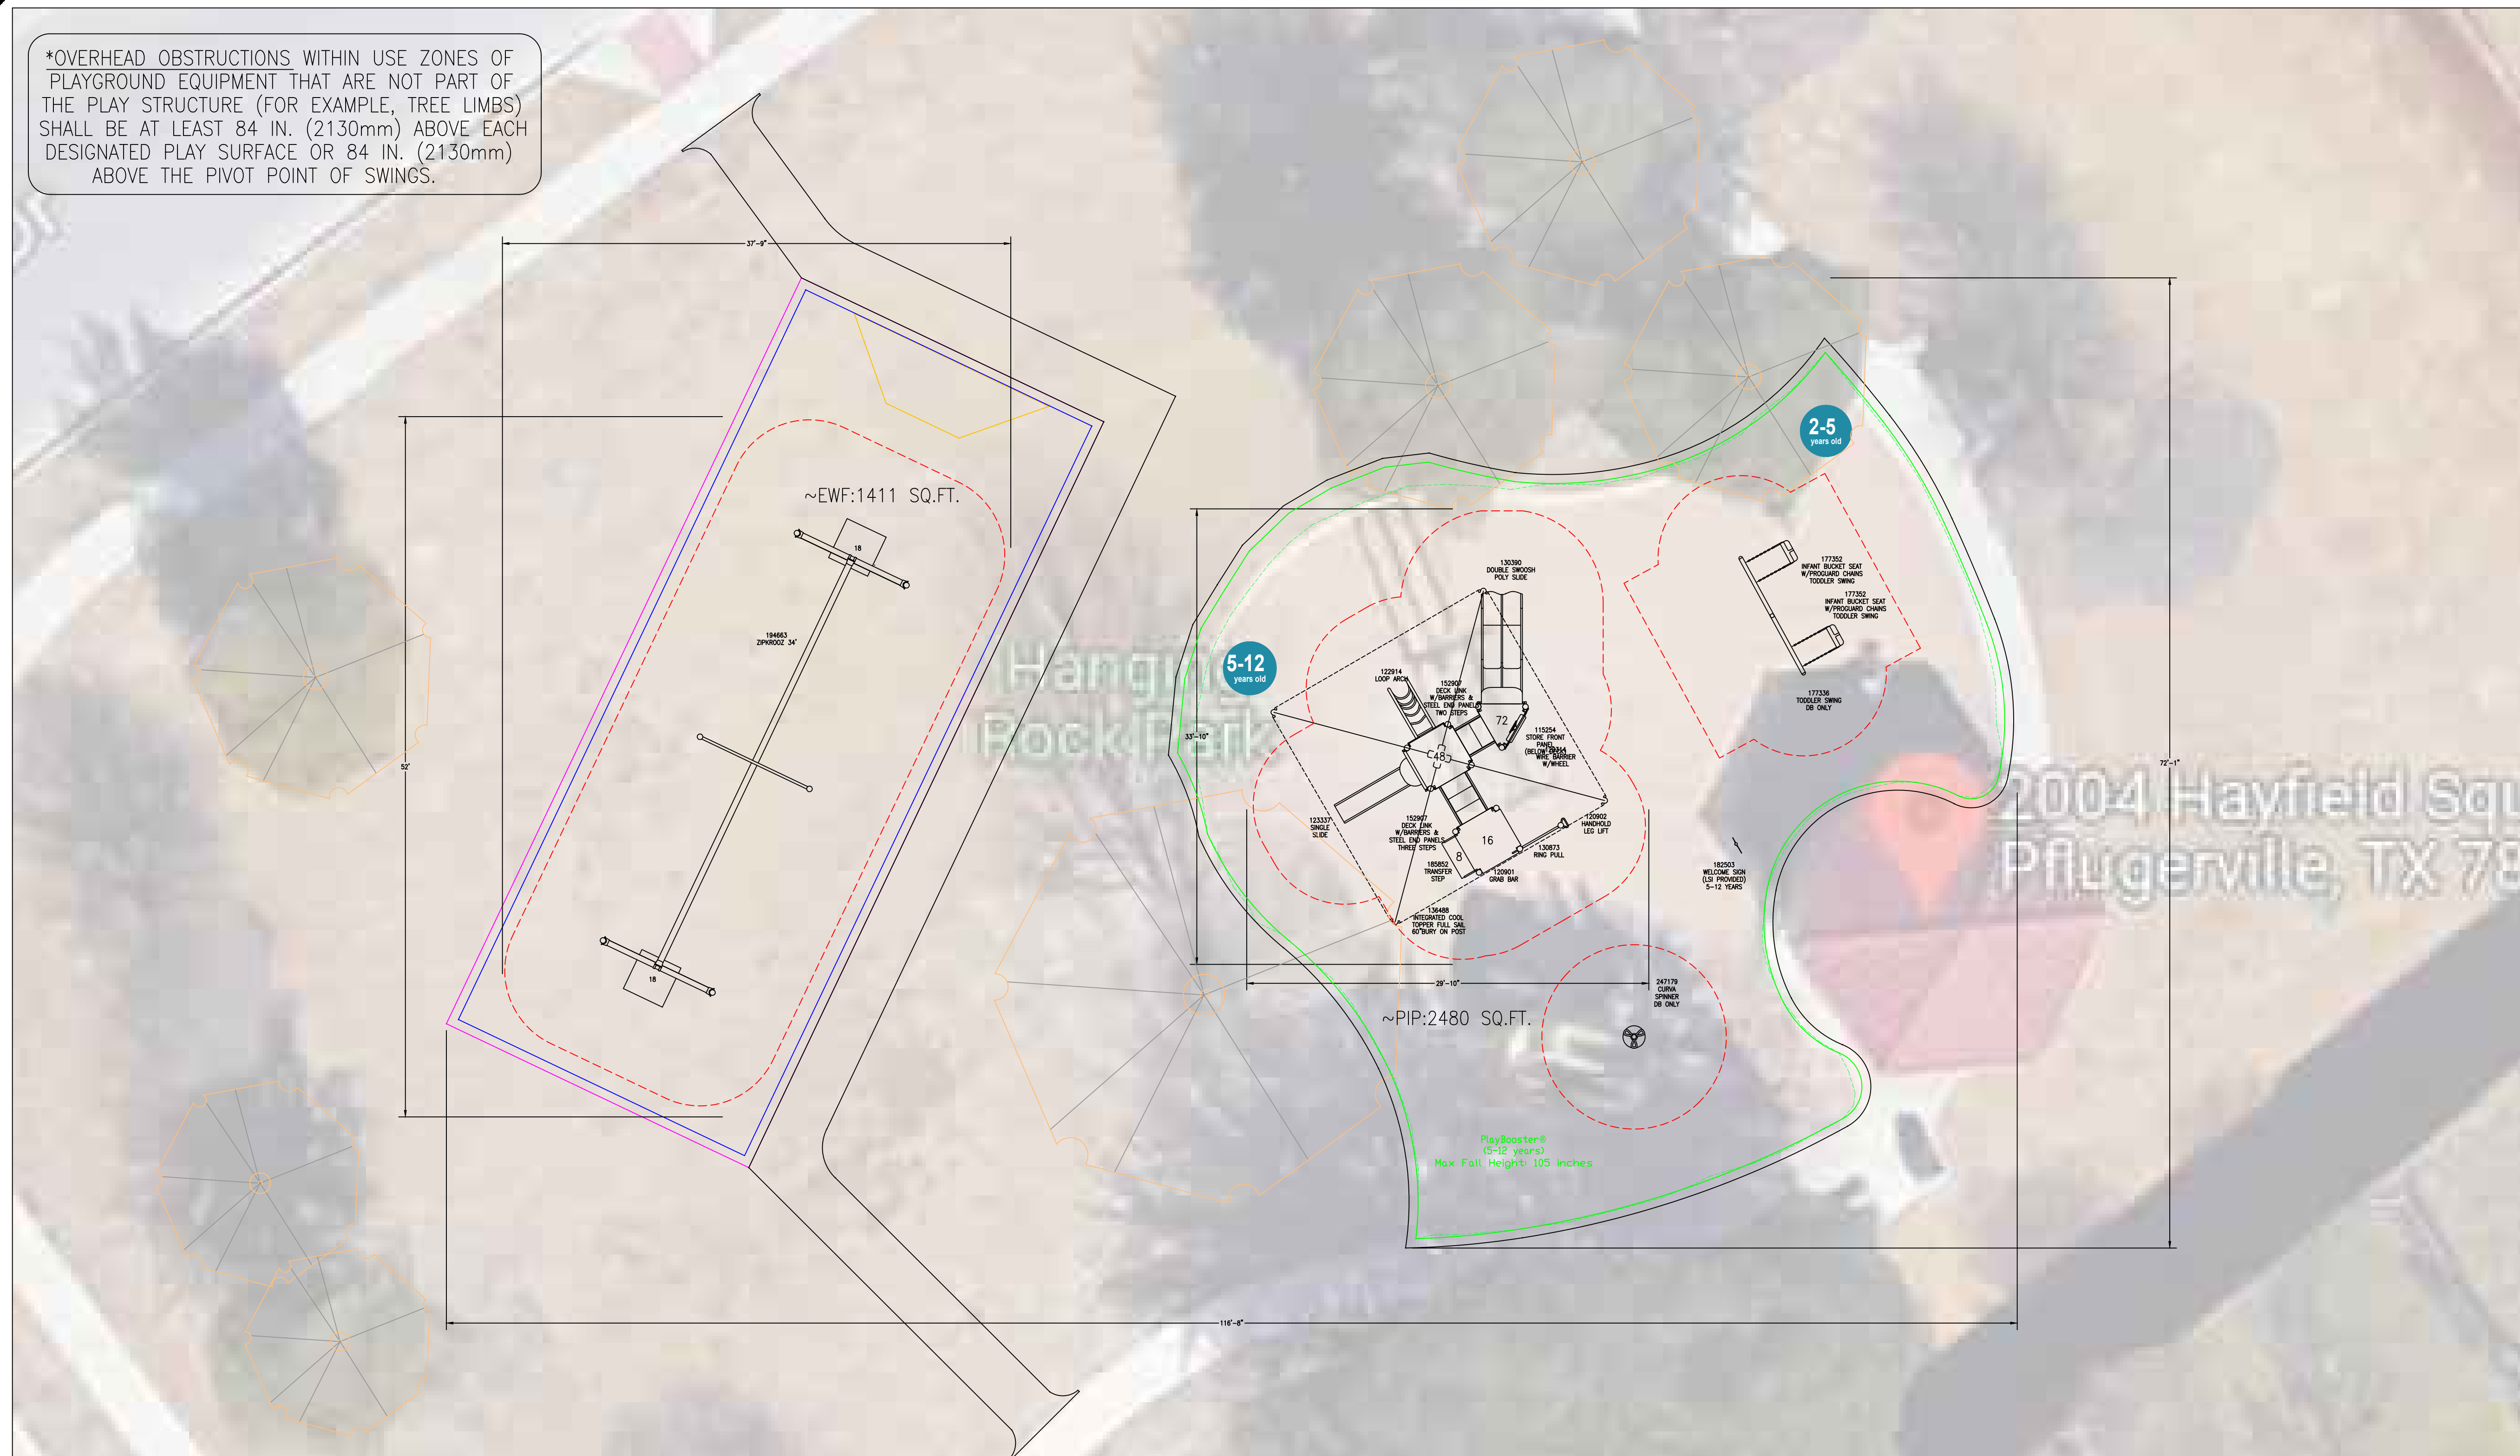 *OVERHEAD OBSTRUCTIONS WITHIN USE ZONES OF
PLAYGROUND EQUIPMENT THAT ARE NOT PART OF
THE PLAY STRUCTURE (FOR EXAMPLE, TREE LIMBS)
SHALL BE AT LEAST 84 IN. (2130mm) ABOVE EACH
DESIGNATED PLAY SURFACE OR 84 IN. (2130mm)
ABOVE THE PIVOT POINT OF SWINGS.
Dr
37'-9"
52'
~EWF:1411 SQ.FT.
18
194663
ZIPKROOZ 34'
18
Hanging
Rock Park
2-5
years old
5-12
years old
33'-10"
130390
DOUBLE SWOOSH
POLY SLIDE
122914
LOOP ARCH
152907
DECK LINK
W/BARRIERS &
STEEL END PANELS
TWO STEPS
72
48
115254
STORE FRONT
PANEL
(BELOW
WIRE BARRIER
W/WHEEL
123337
SINGLE
SLIDE
152907
DECK LINK
W/BARRIERS &
STEEL END PANELS
THREE STEPS
16
8
120902
HANDHOLD
LEG LIFT
130873
RING PULL
185852
TRANSFER
STEP
120901
GRAB BAR
136488
INTEGRATED COOL
TOPPER FULL SAIL
60"BURY ON POST
177352
INFANT BUCKET SEAT
W/PROGUARD CHAINS
TODDLER SWING
177352
INFANT BUCKET SEAT
W/PROGUARD CHAINS
TODDLER SWING
177336
TODDLER SWING
DB ONLY
182503
WELCOME SIGN
(LSI PROVIDED)
5-12 YEARS
72'-1"
2004 Hayfield Squ
Pflugerville, TX 78
29'-10"
247179
CURVA
SPINNER
DB ONLY
~PIP:2480 SQ.FT.
PlayBooster®
(5-12 years)
Max Fall Height: 105 inches
116'-8"